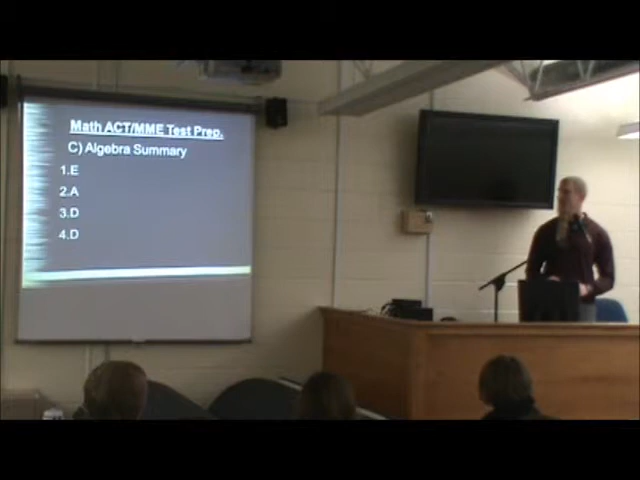 Math ACT/MME Test Prep.
C) Algebra Summary
1.E
2.A
3.D
4.D